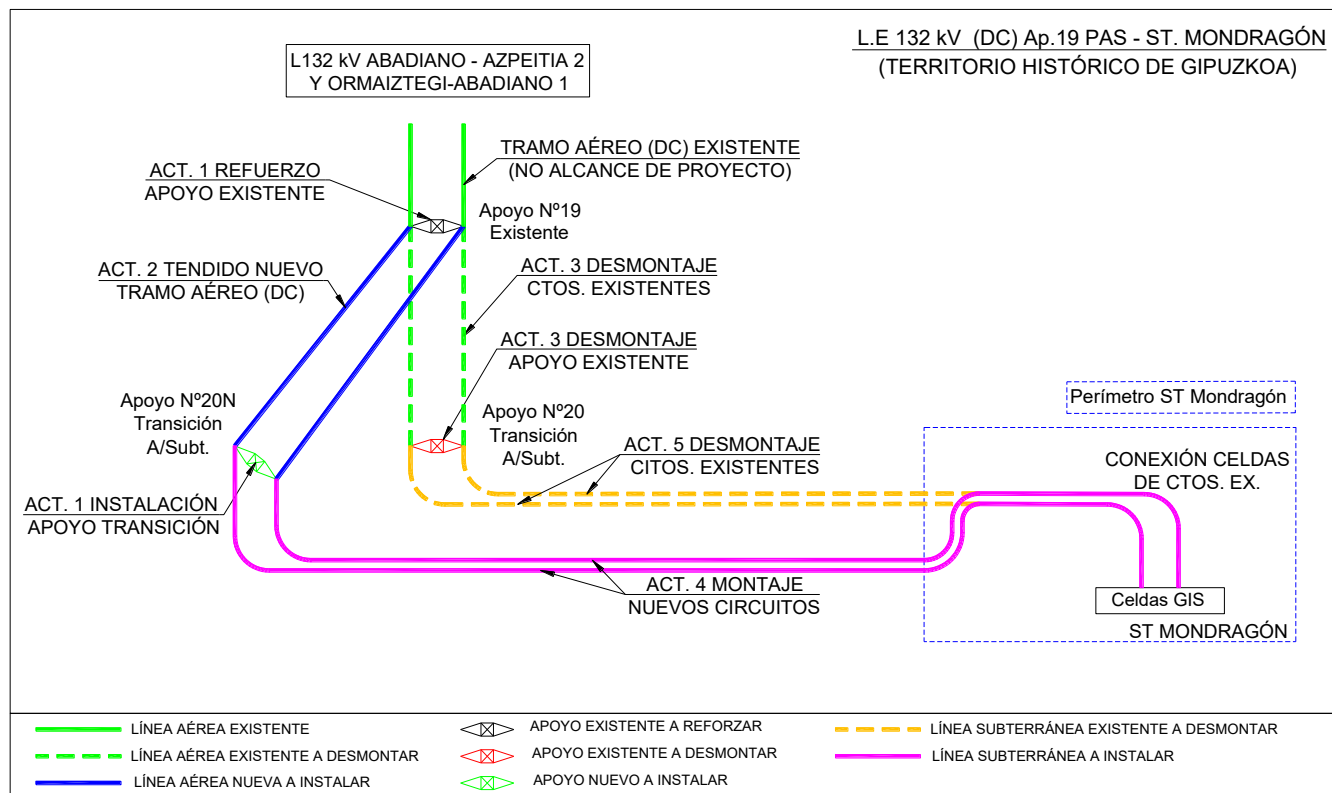 L.E 132 kV (DC) Ap.19 PAS - ST. MONDRAGÓN
(TERRITORIO HISTÓRICO DE GIPUZKOA)
L132 kV ABADIANO - AZPEITIA 2
Y ORMAIZTEGI-ABADIANO 1
TRAMO AÉREO (DC) EXISTENTE
(NO ALCANCE DE PROYECTO)
ACT. 1 REFUERZO
APOYO EXISTENTE
Apoyo Nº19
Existente
ACT. 2 TENDIDO NUEVO
TRAMO AÉREO (DC)
ACT. 3 DESMONTAJE
CTOS. EXISTENTES
ACT. 3 DESMONTAJE
APOYO EXISTENTE
Apoyo Nº20N
Transición
A/Subt.
Apoyo Nº20
Transición
A/Subt.
Perímetro ST Mondragón
ACT. 5 DESMONTAJE
CITOS. EXISTENTES
CONEXIÓN CELDAS
DE CTOS. EX.
ACT. 1 INSTALACIÓN
APOYO TRANSICIÓN
ACT. 4 MONTAJE
NUEVOS CIRCUITOS
Celdas GIS
ST MONDRAGÓN
LÍNEA AÉREA EXISTENTE
LÍNEA AÉREA EXISTENTE A DESMONTAR
LÍNEA AÉREA NUEVA A INSTALAR
APOYO EXISTENTE A REFORZAR
APOYO EXISTENTE A DESMONTAR
APOYO NUEVO A INSTALAR
LÍNEA SUBTERRÁNEA EXISTENTE A DESMONTAR
LÍNEA SUBTERRÁNEA A INSTALAR